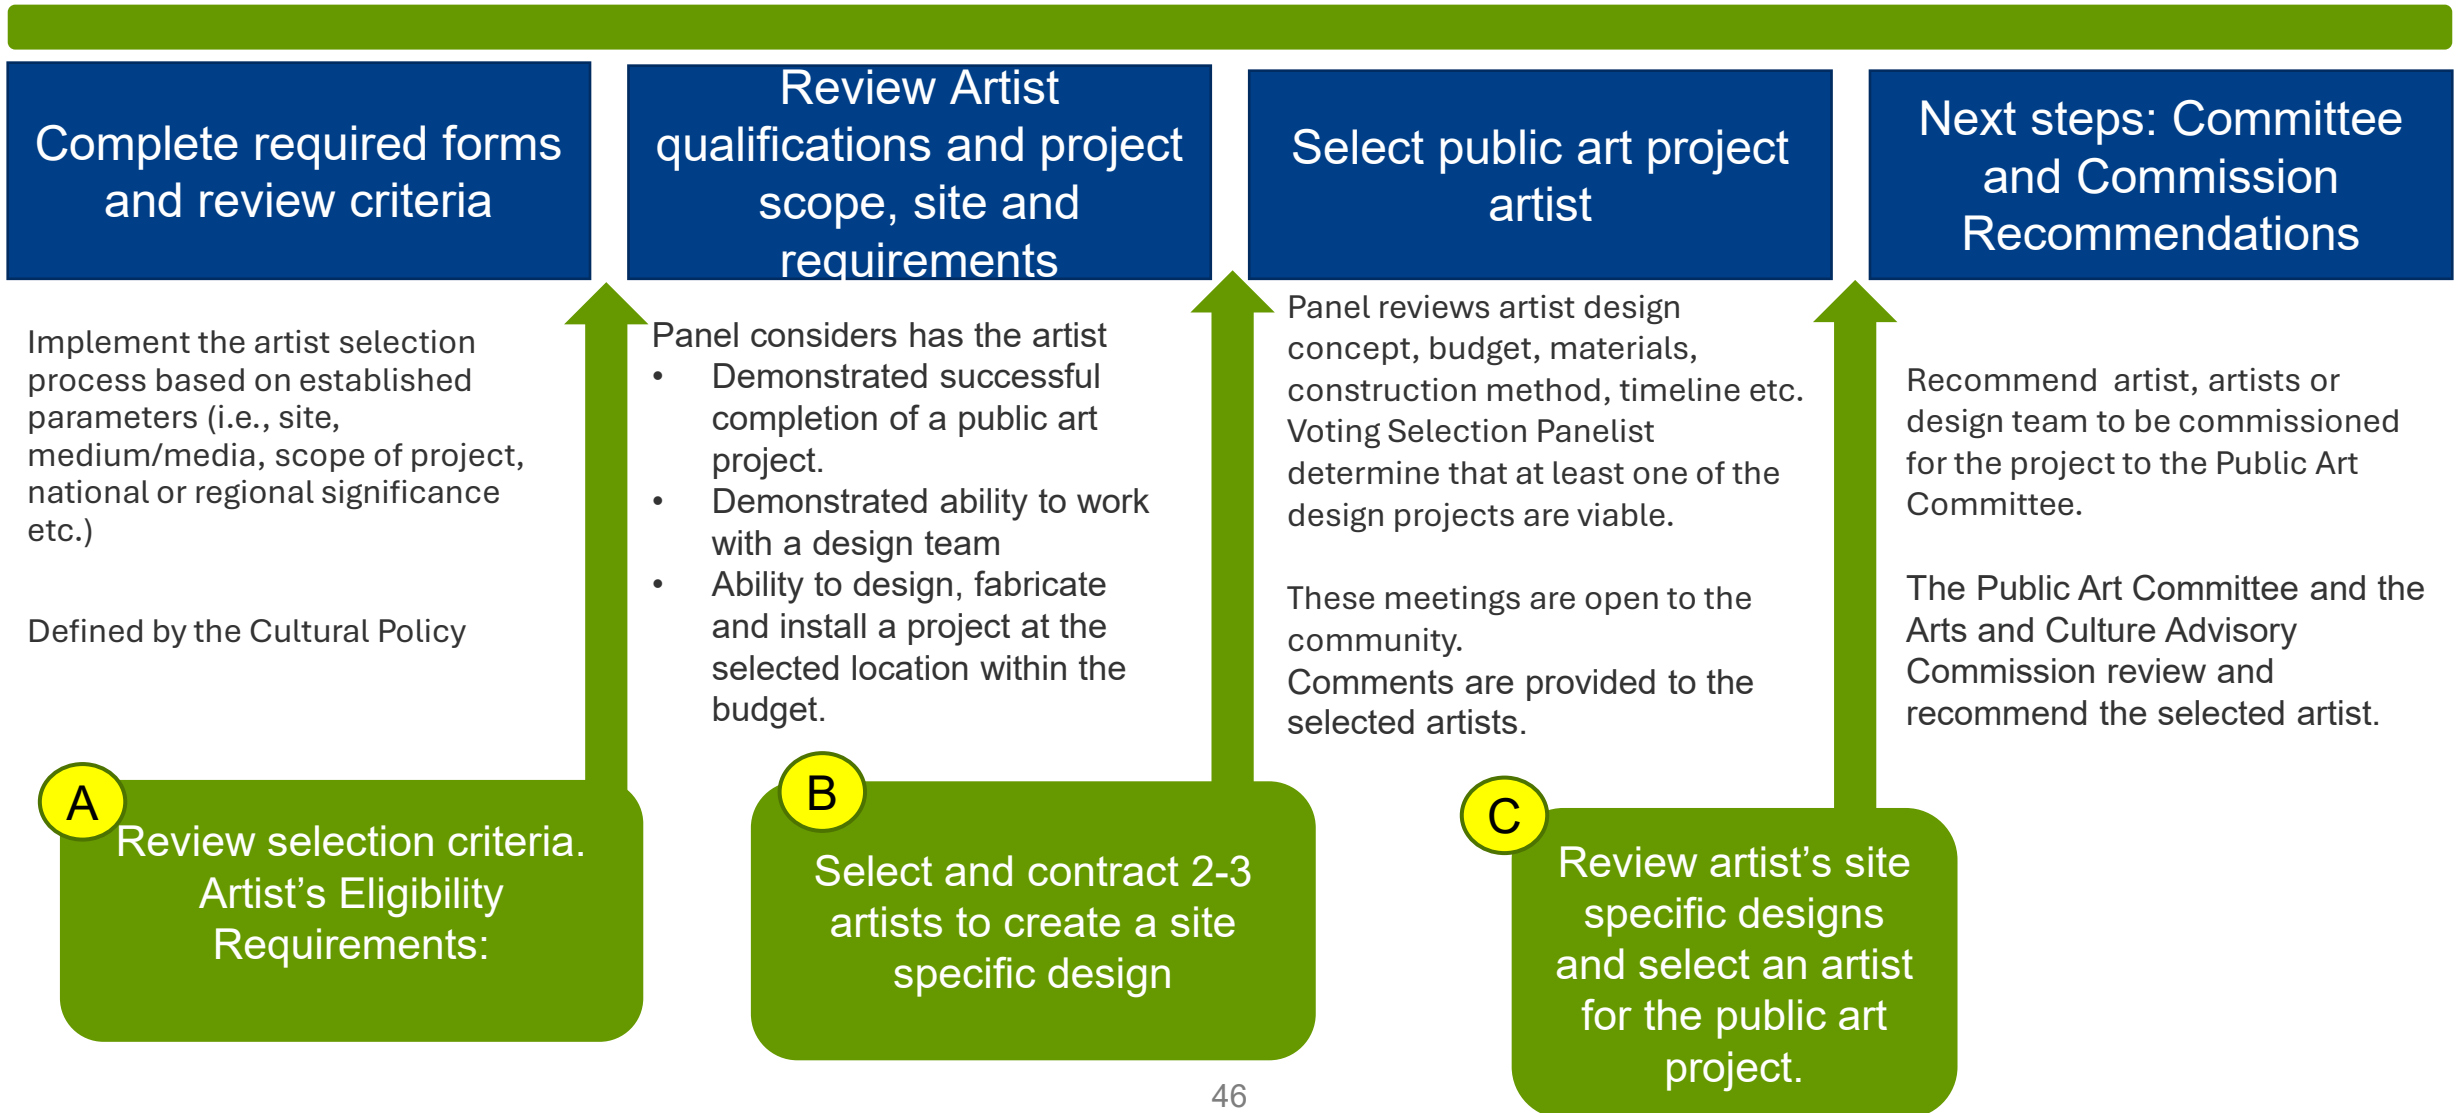 Complete required forms
and review criteria
Implement the artist selection
process based on established
parameters (i.e., site,
medium/media, scope of project,
national or regional significance
etc.)
Defined by the Cultural Policy
A
Review selection criteria.
Artist’s Eligibility
Requirements:
Review Artist
qualifications and project
scope, site and
requirements
Panel considers has the artist
• Demonstrated successful
completion of a public art
project.
• Demonstrated ability to work
with a design team
• Ability to design, fabricate
and install a project at the
selected location within the
budget.
B
Select and contract 2-3
artists to create a site
specific design
Select public art project
artist
Panel reviews artist design
concept, budget, materials,
construction method, timeline etc.
Voting Selection Panelist
determine that at least one of the
design projects are viable.
These meetings are open to the
community.
Comments are provided to the
selected artists.
C
Review artist’s site
specific designs
and select an artist
for the public art
project.
Next steps: Committee
and Commission
Recommendations
Recommend  artist, artists or
design team to be commissioned
for the project to the Public Art
Committee.
The Public Art Committee and the
Arts and Culture Advisory
Commission review and
recommend the selected artist.
46